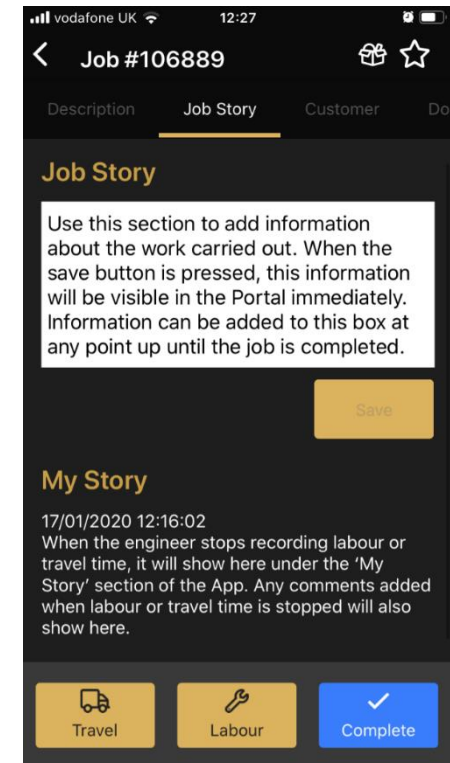 vodafone UK 12:27
Job #106889
Description Job Story Customer Do
Job Story
Use this section to add information
about the work carried out. When the
save button is pressed, this information
will be visible in the Portal immediately.
Information can be added to this box at
any point up until the job is completed.
Save
My Story
17/01/2020 12:16:02
When the engineer stops recording labour or
travel time, it will show here under the ‘My
Story’ section of the App. Any comments added
when labour or travel time is stopped will also
show here.
Travel Labour Complete